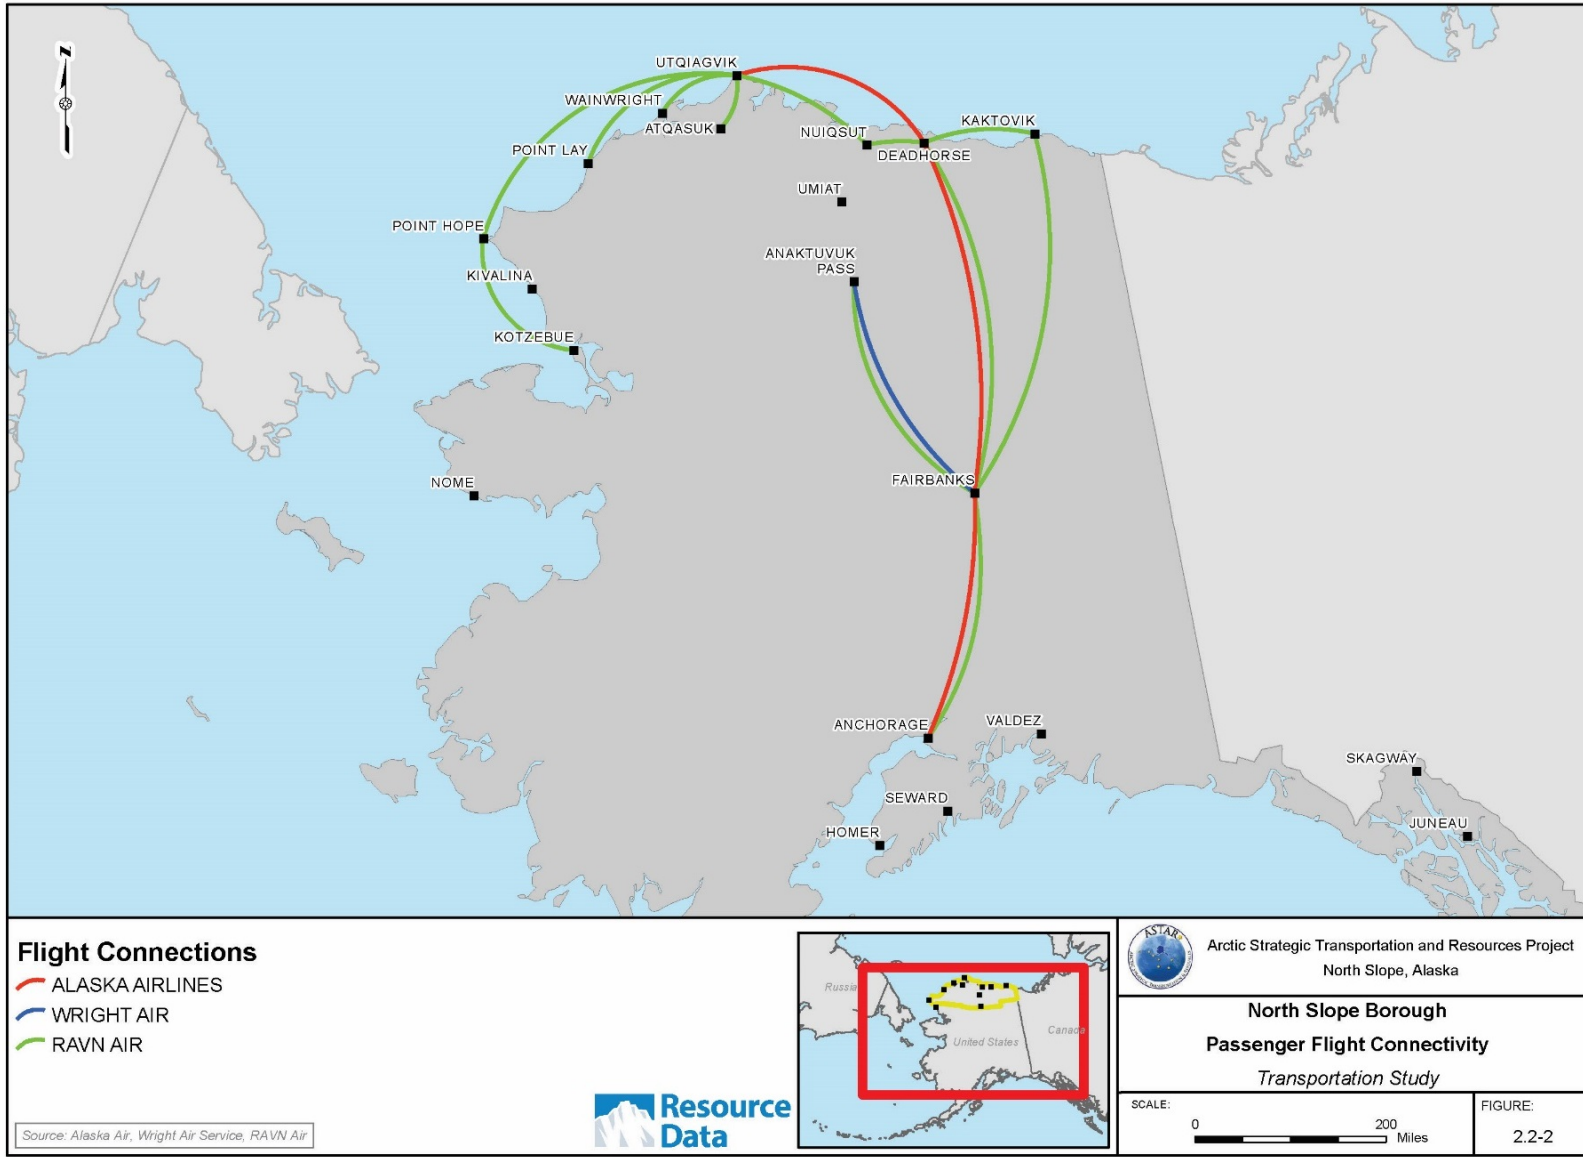 N
UTQIAGVIK
WAINWRIGHT
ATQASUK
POINT LAY
NUIQSUT
KAKTOVIK
DEADHORSE
UMIAT
POINT HOPE
ANAKTUVUK
PASS
KIVALINA
KOTZEBUE
NOME
FAIRBANKS
ANCHORAGE
VALDEZ
SKAGWAY
SEWARD
HOMER
JUNEAU
Flight Connections
ALASKA AIRLINES
WRIGHT AIR
RAVN AIR
Source: Alaska Air, Wright Air Service, RAVN Air
Resource
Data
Russia
United States
Canada
ASTAR
Arctic Strategic Transportation and Resources Project
North Slope, Alaska
North Slope Borough
Passenger Flight Connectivity
Transportation Study
SCALE:
0 200
Miles
FIGURE:
2.2-2